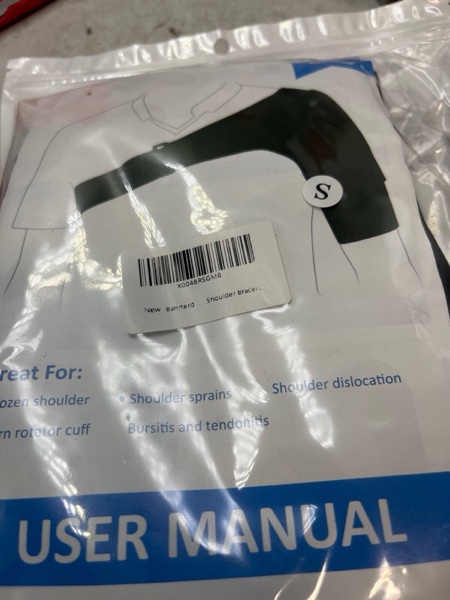 S
X004BRSGMB
New
Shoulder Brace
reat For:
ozen shoulder
• Shoulder sprains
Shoulder dislocation
rn rotator cuff
Bursitis and tendonitis
USER MANUAL